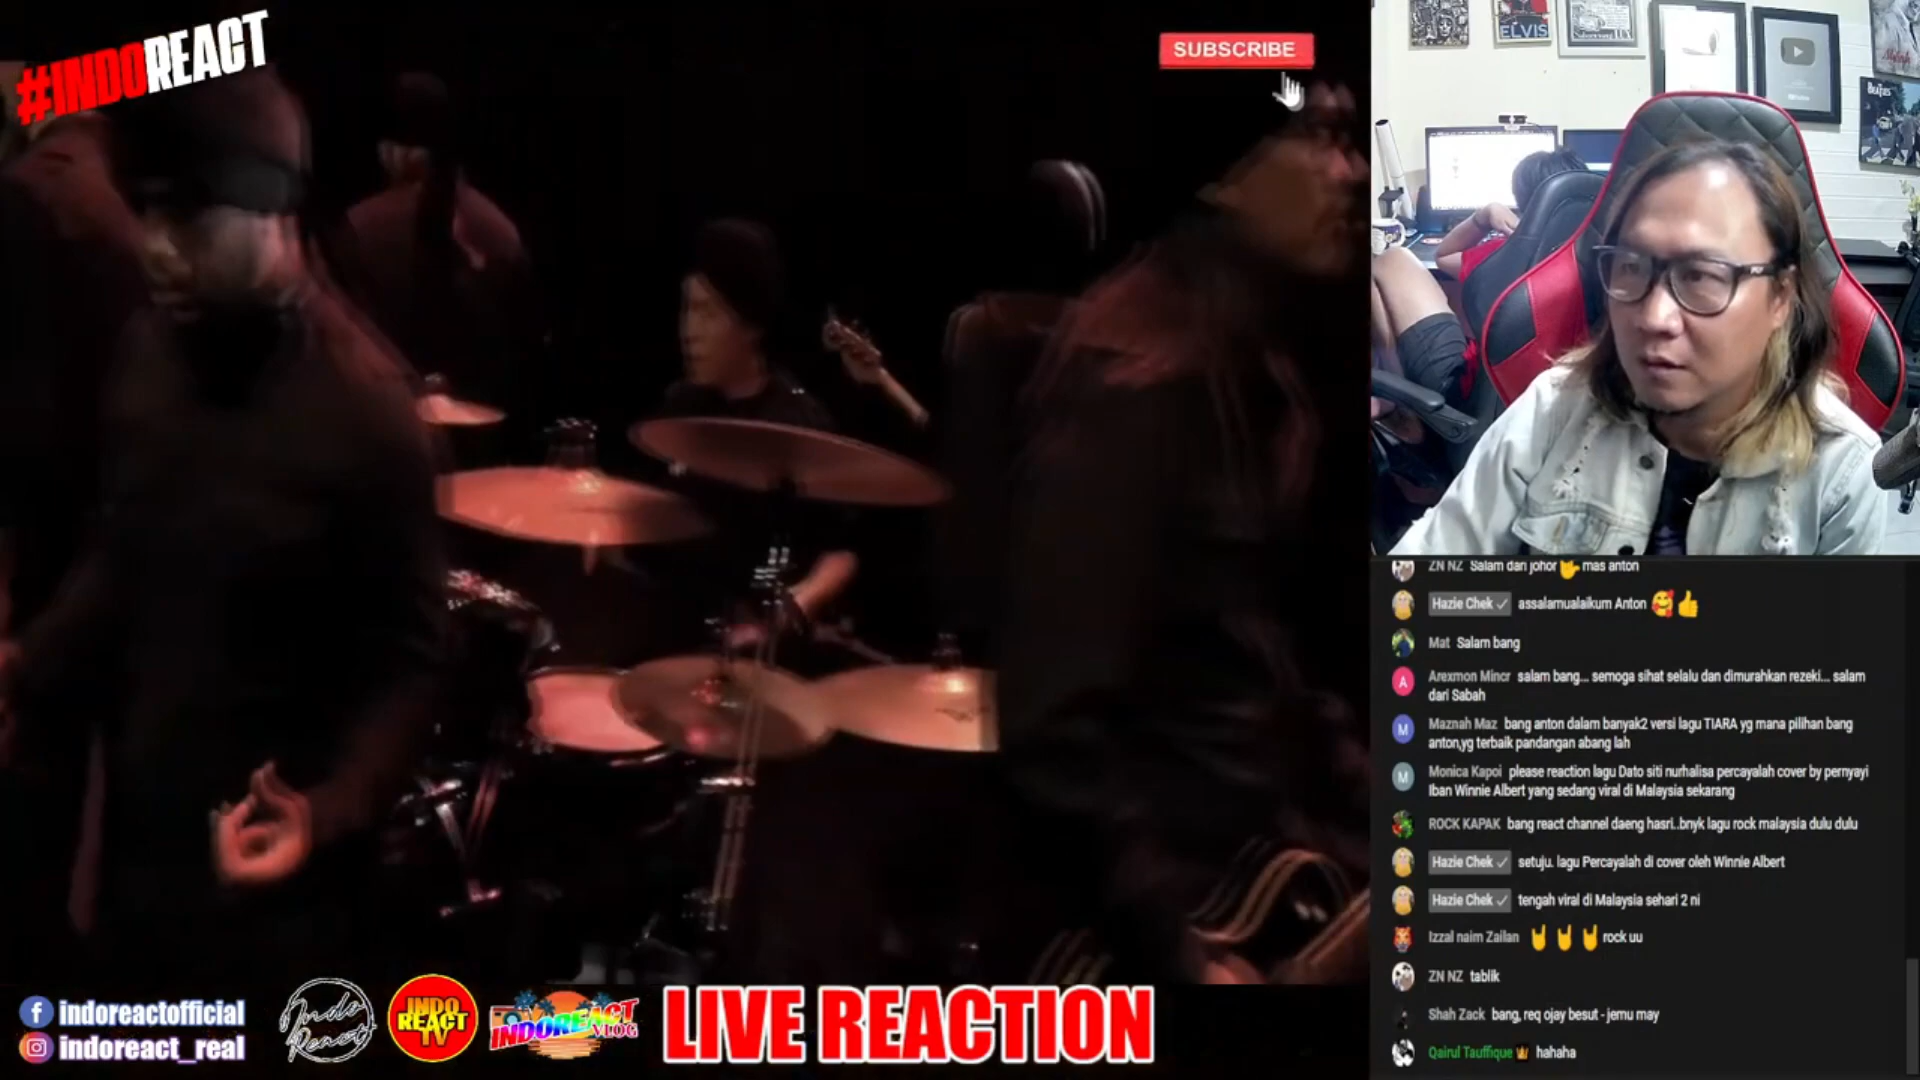 #INDOREACT
SUBSCRIBE
ELVIS
BEATLES
ZN NZ Salam dari johor 🖐 mas anton
Hazie Chek ✓ assalamualaikum Anton 🥰👍
Mat Salam bang
A
Arexmon Mincr salam bang... semoga sihat selalu dan dimurahkan rezeki... salam
dari Sabah
M
Maznah Maz bang anton dalam banyak2 versi lagu TIARA yg mana pilihan bang
anton,yg terbaik pandangan abang lah
M
Monica Kapoi please reaction lagu Dato siti nurhalisa percayalah cover by pernyayi
Iban Winnie Albert yang sedang viral di Malaysia sekarang
ROCK KAPAK bang react channel daeng hasri..bnyk lagu rock malaysia dulu dulu
Hazie Chek ✓ setuju. lagu Percayalah di cover oleh Winnie Albert
Hazie Chek ✓ tengah viral di Malaysia sehari 2 ni
Izzal naim Zailan 🤘🤘🤘 rock uu
ZN NZ tablik
Shah Zack bang, req ojay besut - jemu may
Qairul Tauffique 👑 hahaha
indoreactofficial
indoreact_real
Indo
React
INDO
REACT
TV
INDOREACT
VLOG
LIVE REACTION